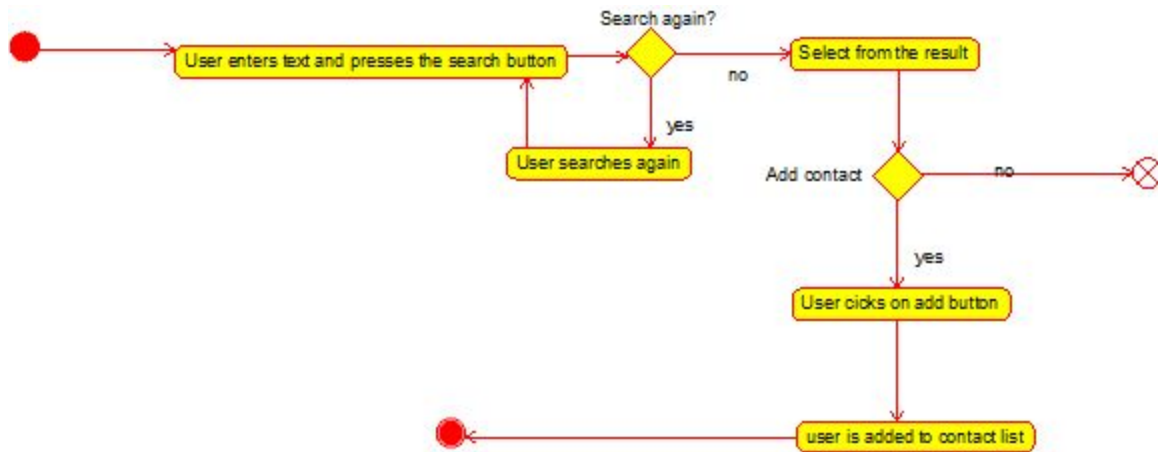 Search again?
User enters text and presses the search button
Select from the result
no
yes
User searches again
Add contact
no
yes
User cicks on add button
user is added to contact list